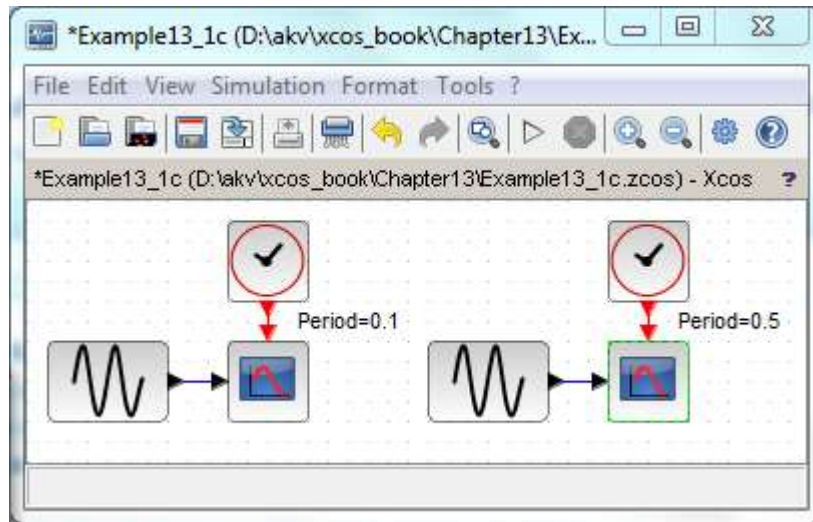 *Example13_1c (D:\akv\xcos_book\Chapter13\Ex...
File Edit View Simulation Format Tools ?
*Example13_1c (D:\akv\xcos_book\Chapter13\Example13_1c.zcos) - Xcos ?
Period=0.1 Period=0.5